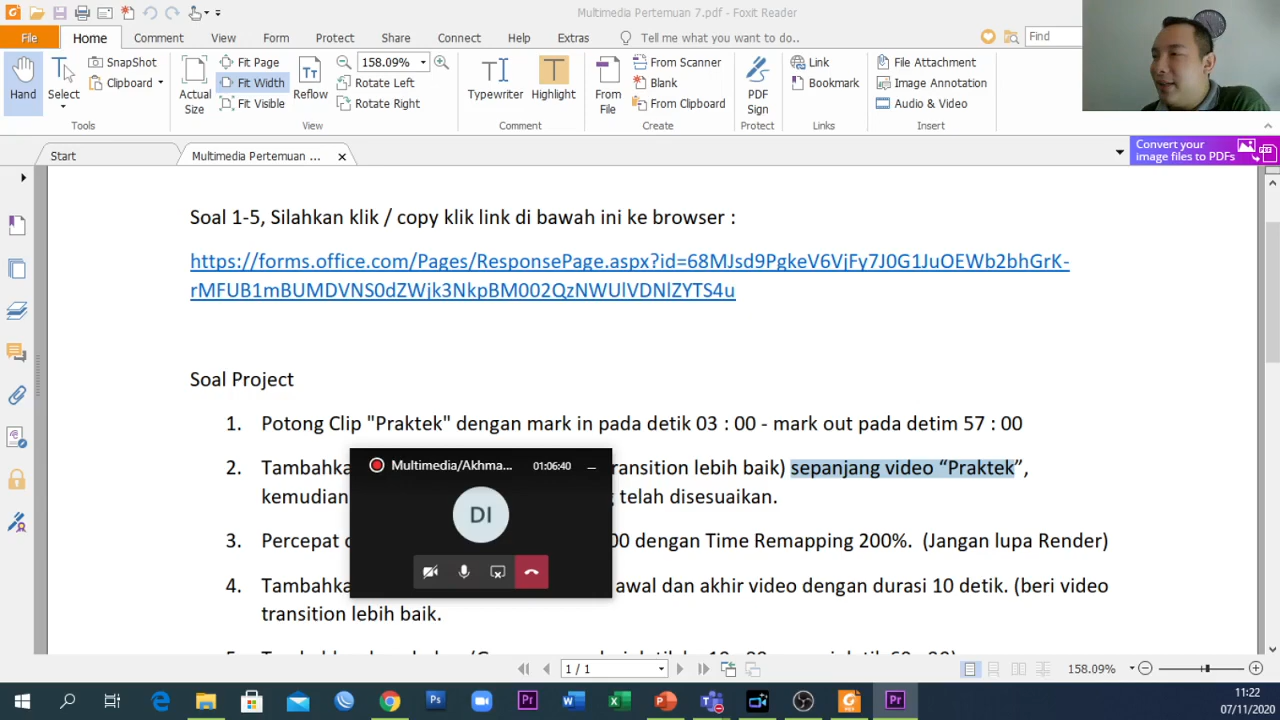 Multimedia Pertemuan 7.pdf - Foxit Reader
File Home Comment View Form Protect Share Connect Help Extras Tell me what you want to do.. Find
Hand
Select
SnapShot
Clipboard
Tools
Actual Size
Fit Page
Fit Width
Fit Visible
Reflow
158.09%
Rotate Left
Rotate Right
View
Typewriter
Highlight
Comment
From File
From Scanner
Blank
From Clipboard
Create
PDF Sign
Protect
Link
Bookmark
Links
File Attachment
Image Annotation
Audio & Video
Insert
Start
Multimedia Pertemuan ...
Convert your
image files to PDFs
Soal 1-5, Silahkan klik / copy klik link di bawah ini ke browser :
https://forms.office.com/Pages/ResponsePage.aspx?id=68MJsd9PgkeV6VjFy7J0G1JuOEWb2bhGrK-
rMFUB1mBUMDVNS0dZWjk3NkpBM002QzNWUlVDNlZYTS4u
Soal Project
1. Potong Clip "Praktek" dengan mark in pada detik 03 : 00 - mark out pada detim 57 : 00
2. Tambahka ransition lebih baik) sepanjang video “Praktek”,
kemudian telah disesuaikan.
3. Percepat 00 dengan Time Remapping 200%. (Jangan lupa Render)
4. Tambahka awal dan akhir video dengan durasi 10 detik. (beri video
transition lebih baik.
Multimedia/Akhma...
01:06:40
DI
1 / 1
158.09%
11:22
07/11/2020